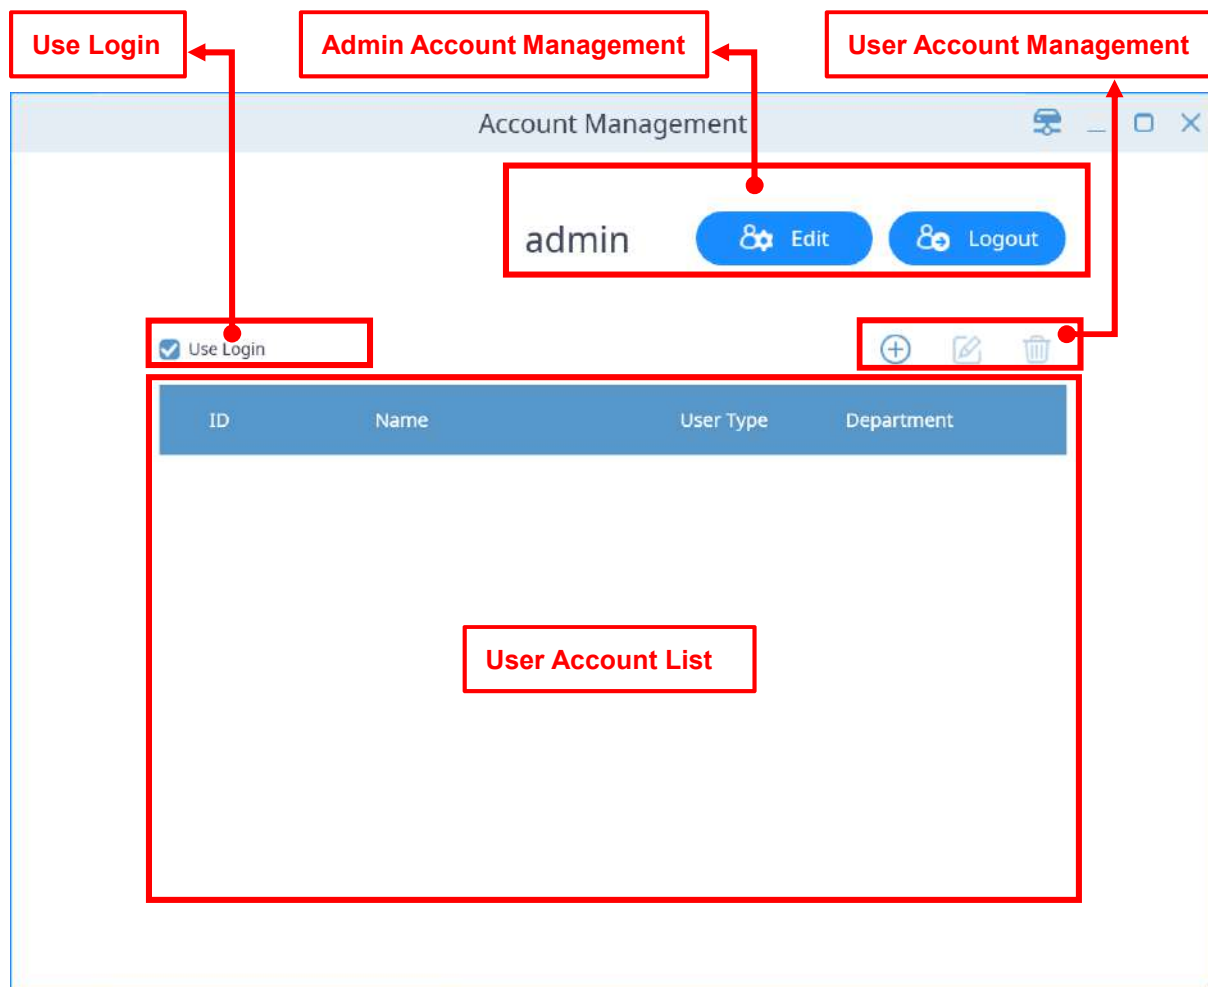 Use Login
Admin Account Management
User Account Management
Account Management
admin
Edit
Logout
Use Login
ID Name User Type Department
User Account List